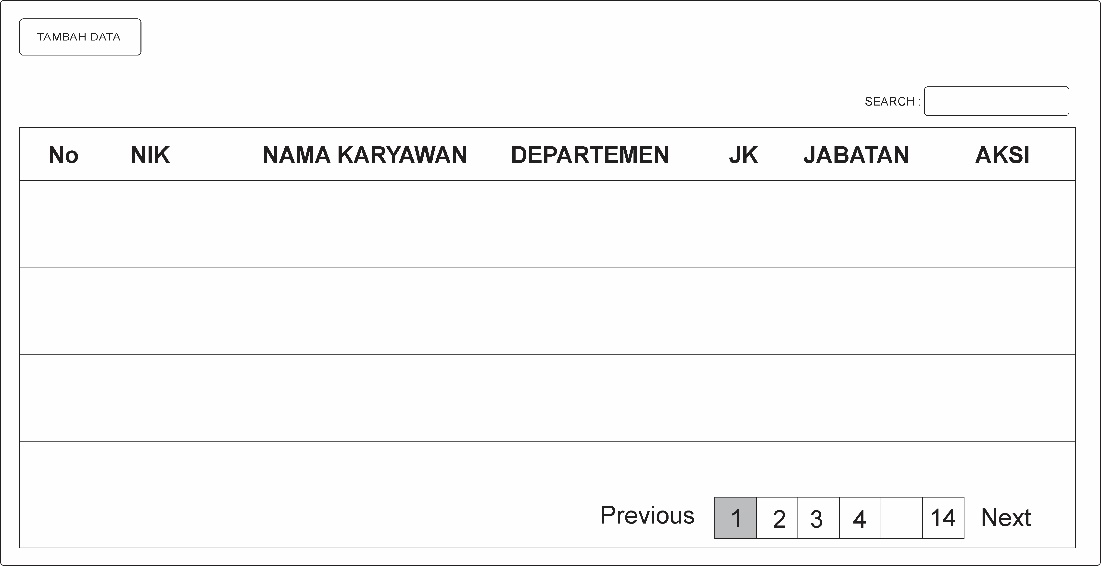 TAMBAH DATA
SEARCH :
No NIK NAMA KARYAWAN DEPARTEMEN JK JABATAN AKSI
Previous 1 2 3 4 14 Next